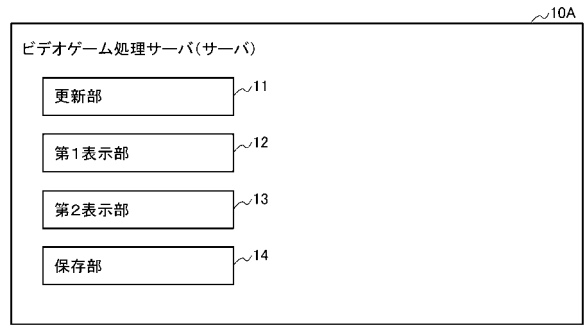 10A
ビデオゲーム処理サーバ(サーバ)
更新部 11
第1表示部 12
第2表示部 13
保存部 14